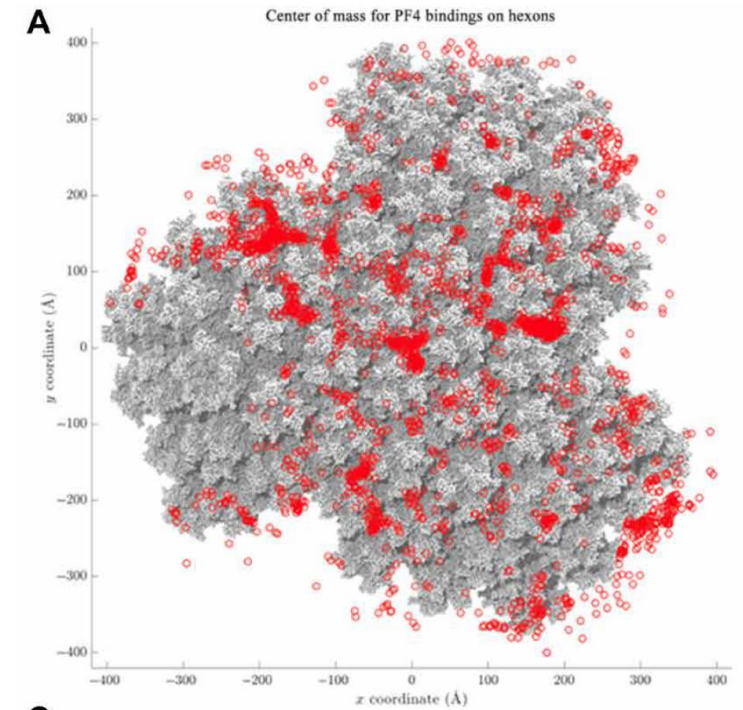 A
Center of mass for PF4 bindings on hexons
400
300
200
100
0
−100
−200
−300
−400
y coordinate (Å)
−400 −300 −200 −100 0 100 200 300 400
x coordinate (Å)